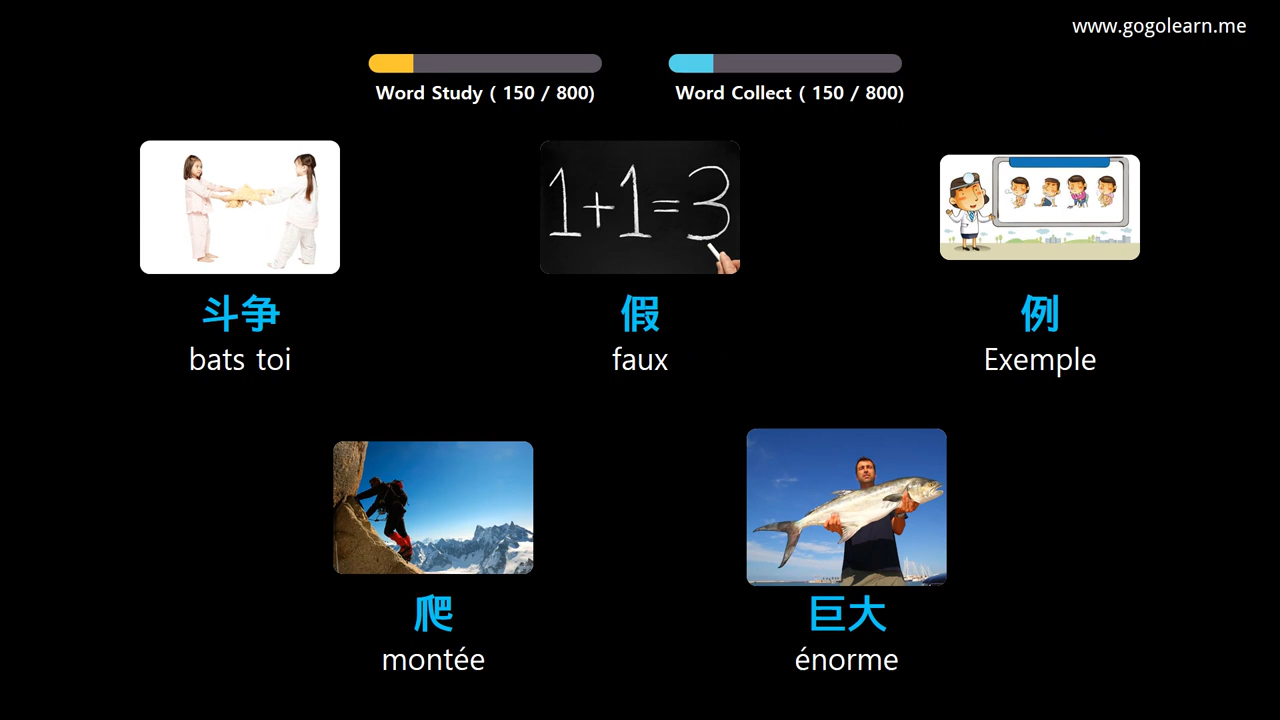 www.gogolearn.me
Word Study ( 150 / 800)
Word Collect ( 150 / 800)
1+1=3
斗争
bats toi
假
faux
例
Exemple
爬
montée
巨大
énorme